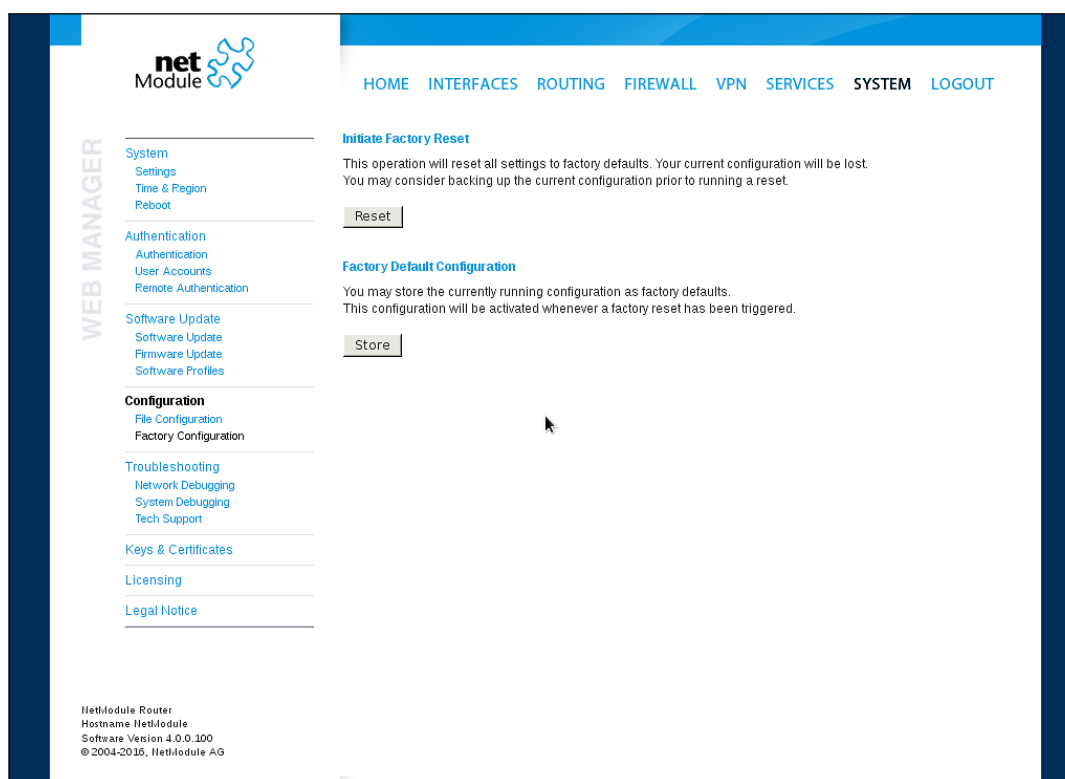 net
Module
HOME INTERFACES ROUTING FIREWALL VPN SERVICES SYSTEM LOGOUT
WEB MANAGER
System
Settings
Time & Region
Reboot
Authentication
Authentication
User Accounts
Remote Authentication
Software Update
Software Update
Firmware Update
Software Profiles
Configuration
File Configuration
Factory Configuration
Troubleshooting
Network Debugging
System Debugging
Tech Support
Keys & Certificates
Licensing
Legal Notice
Initiate Factory Reset
This operation will reset all settings to factory defaults. Your current configuration will be lost.
You may consider backing up the current configuration prior to running a reset.
Reset
Factory Default Configuration
You may store the currently running configuration as factory defaults.
This configuration will be activated whenever a factory reset has been triggered.
Store
NetModule Router
Hostname NetModule
Software Version 4.0.0.100
© 2004-2016, NetModule AG